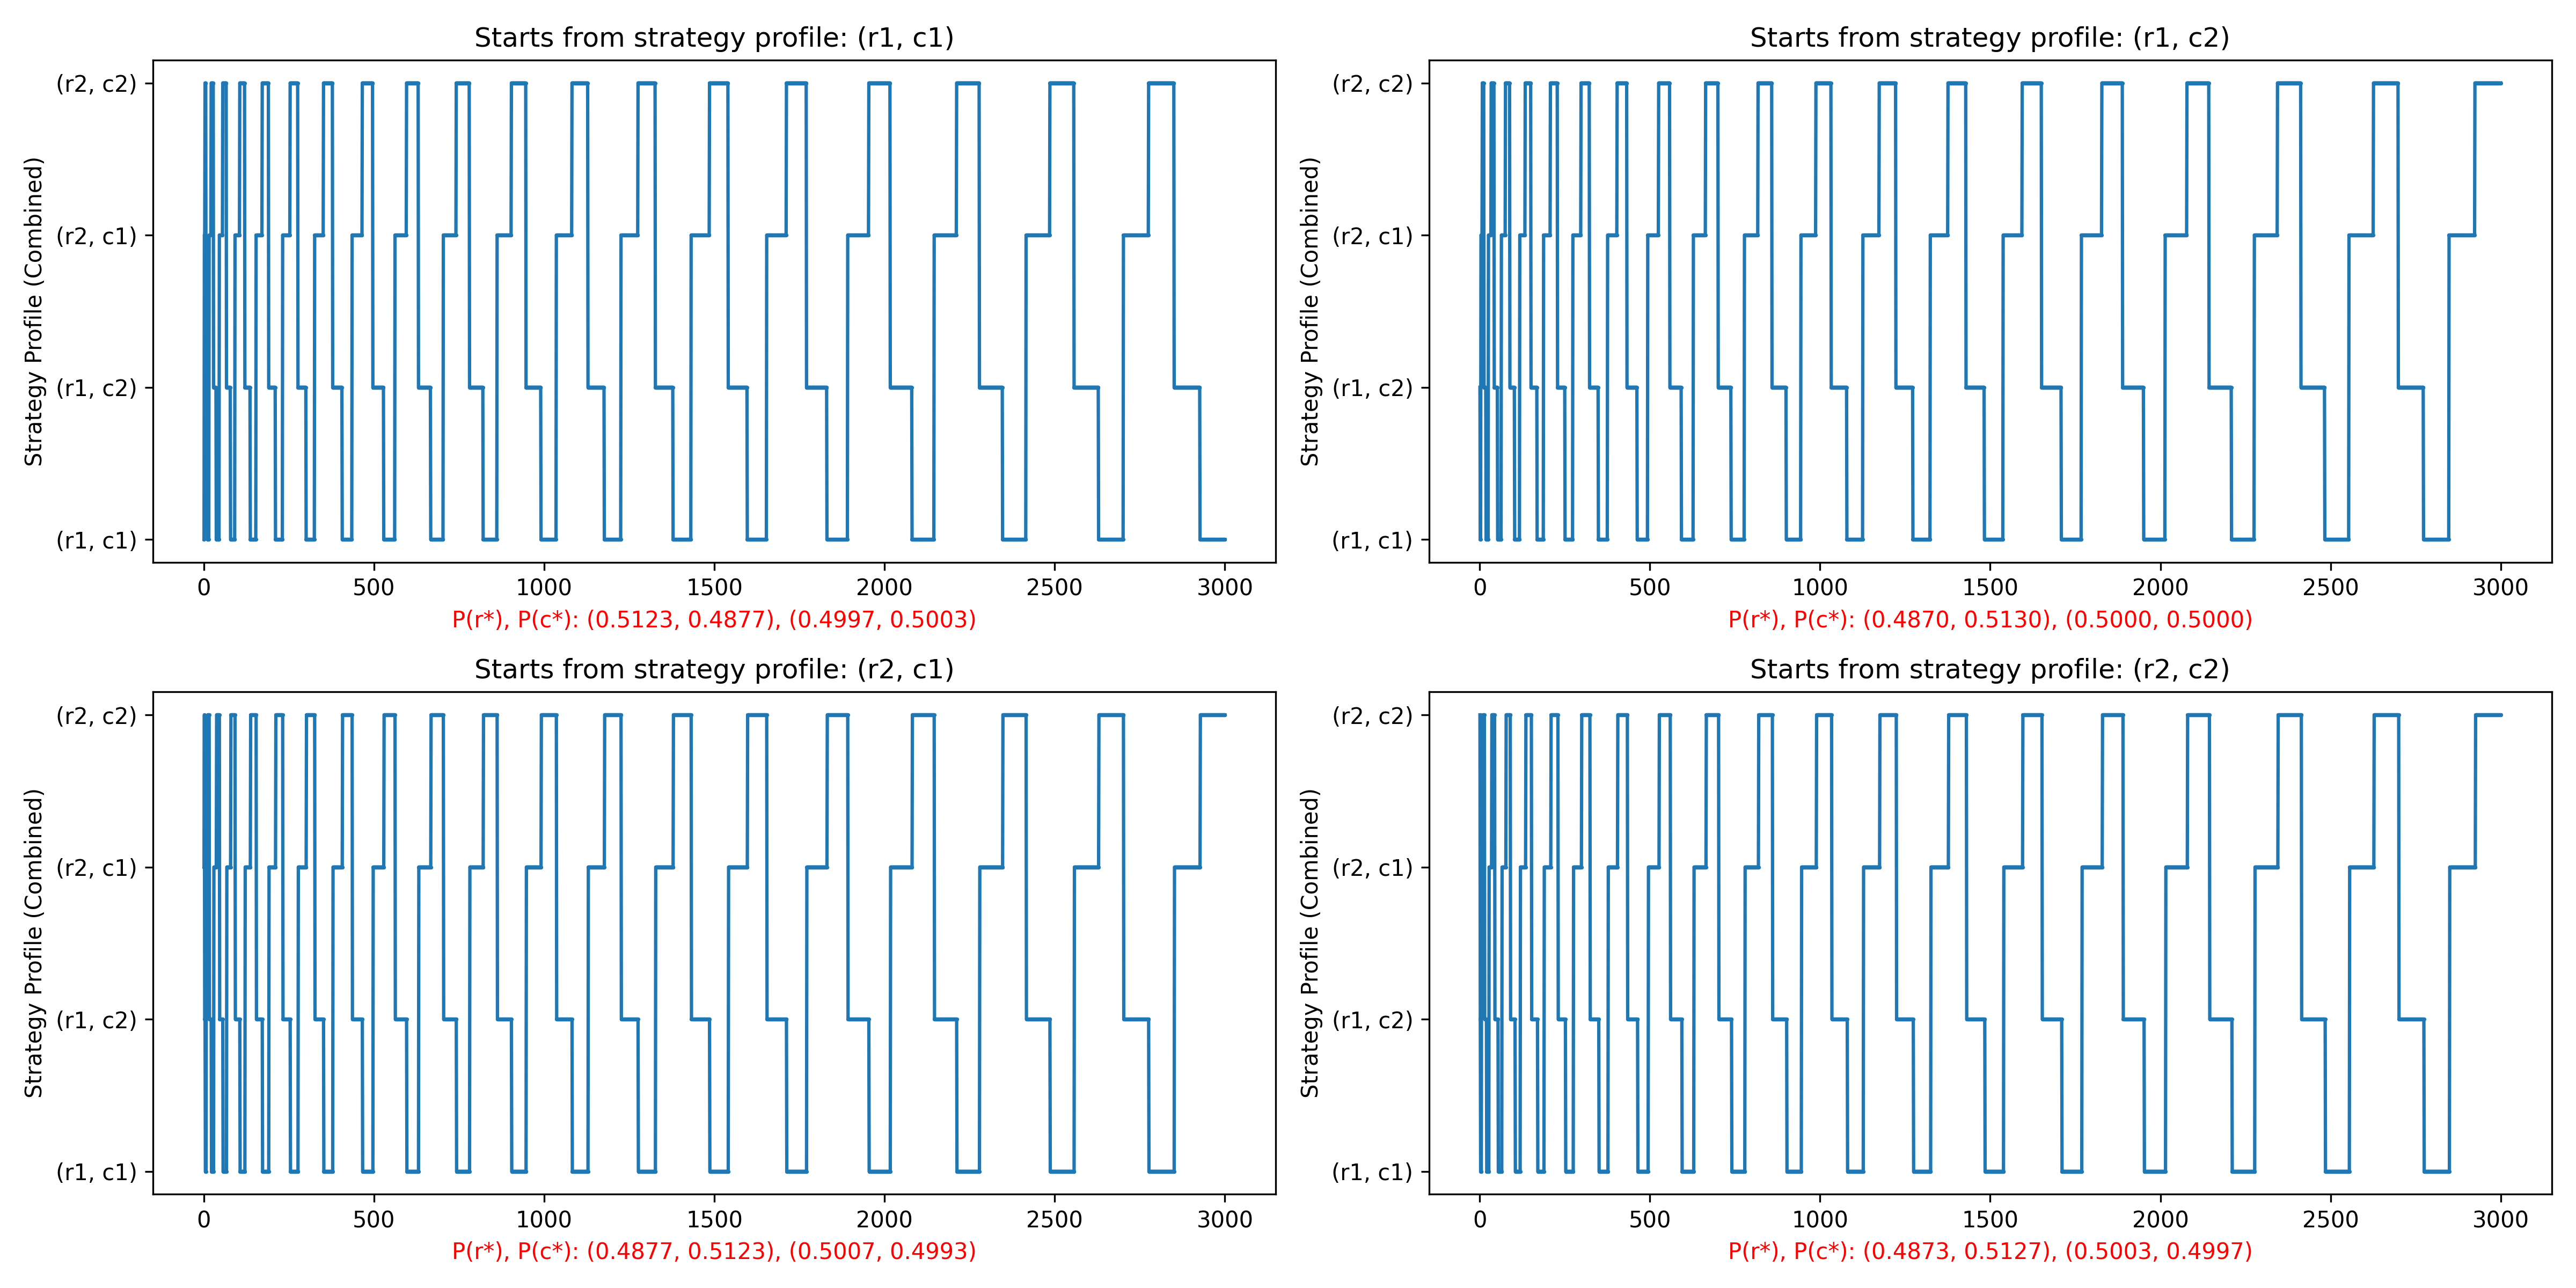 Starts from strategy profile: (r1, c1)
Strategy Profile (Combined)
(r2, c2)
(r2, c1)
(r1, c2)
(r1, c1)
0 500 1000 1500 2000 2500 3000
P(r*), P(c*): (0.5123, 0.4877), (0.4997, 0.5003)
Starts from strategy profile: (r1, c2)
Strategy Profile (Combined)
(r2, c2)
(r2, c1)
(r1, c2)
(r1, c1)
0 500 1000 1500 2000 2500 3000
P(r*), P(c*): (0.4870, 0.5130), (0.5000, 0.5000)
Starts from strategy profile: (r2, c1)
Strategy Profile (Combined)
(r2, c2)
(r2, c1)
(r1, c2)
(r1, c1)
0 500 1000 1500 2000 2500 3000
P(r*), P(c*): (0.4877, 0.5123), (0.5007, 0.4993)
Starts from strategy profile: (r2, c2)
Strategy Profile (Combined)
(r2, c2)
(r2, c1)
(r1, c2)
(r1, c1)
0 500 1000 1500 2000 2500 3000
P(r*), P(c*): (0.4873, 0.5127), (0.5003, 0.4997)